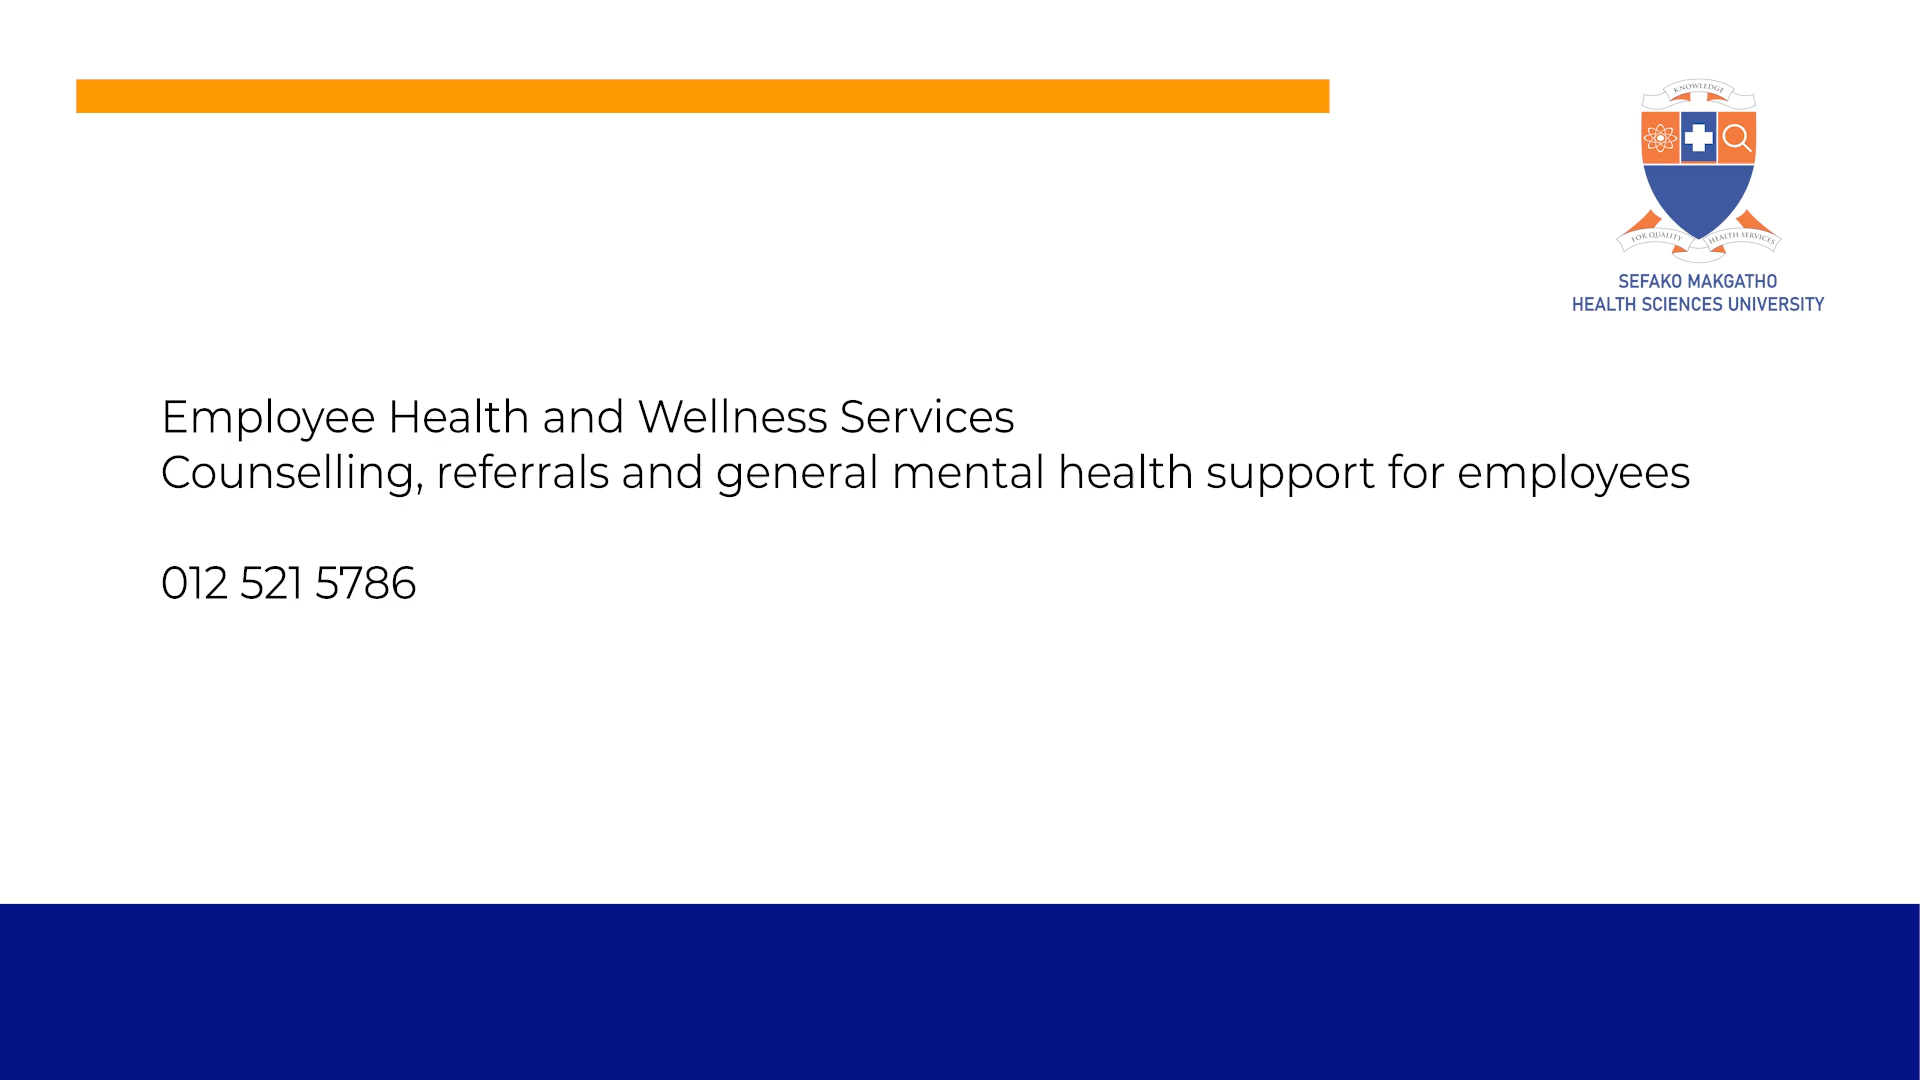 KNOWLEDGE
FOR QUALITY HEALTH SERVICES
SEFAKO MAKGATHO
HEALTH SCIENCES UNIVERSITY
Employee Health and Wellness Services
Counselling, referrals and general mental health support for employees
012 521 5786